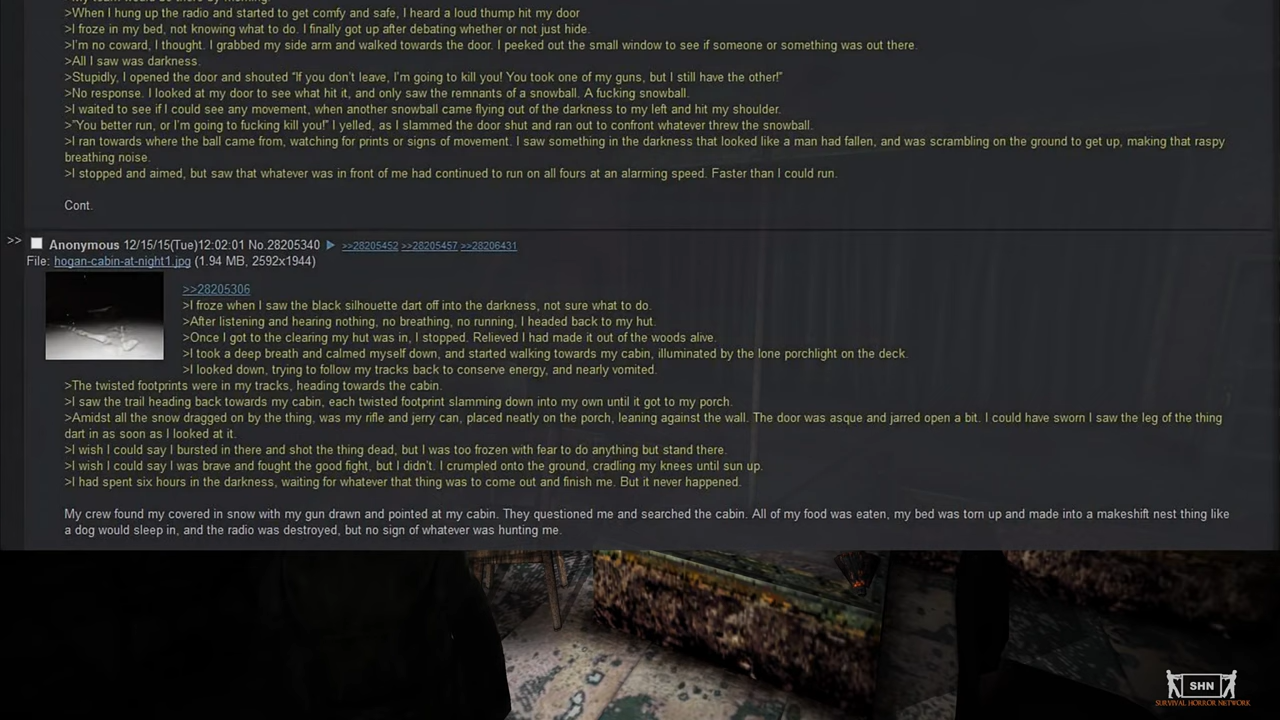 >When I hung up the radio and started to get comfy and safe, I heard a loud thump hit my door
>I froze in my bed, not knowing what to do. I finally got up after debating whether or not just hide.
>I'm no coward, I thought. I grabbed my side arm and walked towards the door. I peeked out the small window to see if someone or something was out there.
>All I saw was darkness.
>Stupidly, I opened the door and shouted "If you don't leave, I'm going to kill you! You took one of my guns, but I still have the other!"
>No response. I looked at my door to see what hit it, and only saw the remnants of a snowball. A fucking snowball.
>I waited to see if I could see any movement, when another snowball came flying out of the darkness to my left and hit my shoulder.
>"You better run, or I'm going to fucking kill you!" I yelled, as I slammed the door shut and ran out to confront whatever threw the snowball.
>I ran towards where the ball came from, watching for prints or signs of movement. I saw something in the darkness that looked like a man had fallen, and was scrambling on the ground to get up, making that raspy
breathing noise.
>I stopped and aimed, but saw that whatever was in front of me had continued to run on all fours at an alarming speed. Faster than I could run.
Cont.
>> Anonymous 12/15/15(Tue)12:02:01 No.28205340 ▶ >>28205452 >>28205457 >>28206431
File: hogan-cabin-at-night1.jpg (1.94 MB, 2592x1944)
>>28205306
>I froze when I saw the black silhouette dart off into the darkness, not sure what to do.
>After listening and hearing nothing, no breathing, no running, I headed back to my hut.
>Once I got to the clearing my hut was in, I stopped. Relieved I had made it out of the woods alive.
>I took a deep breath and calmed myself down, and started walking towards my cabin, illuminated by the lone porchlight on the deck.
>I looked down, trying to follow my tracks back to conserve energy, and nearly vomited.
>The twisted footprints were in my tracks, heading towards the cabin.
>I saw the trail heading back towards my cabin, each twisted footprint slamming down into my own until it got to my porch.
>Amidst all the snow dragged on by the thing, was my rifle and jerry can, placed neatly on the porch, leaning against the wall. The door was asque and jarred open a bit. I could have sworn I saw the leg of the thing
dart in as soon as I looked at it.
>I wish I could say I bursted in there and shot the thing dead, but I was too frozen with fear to do anything but stand there.
>I wish I could say I was brave and fought the good fight, but I didn't. I crumpled onto the ground, cradling my knees until sun up.
>I had spent six hours in the darkness, waiting for whatever that thing was to come out and finish me. But it never happened.
My crew found my covered in snow with my gun drawn and pointed at my cabin. They questioned me and searched the cabin. All of my food was eaten, my bed was torn up and made into a makeshift nest thing like
a dog would sleep in, and the radio was destroyed, but no sign of whatever was hunting me.
SHN
SURVIVAL HORROR NETWORK